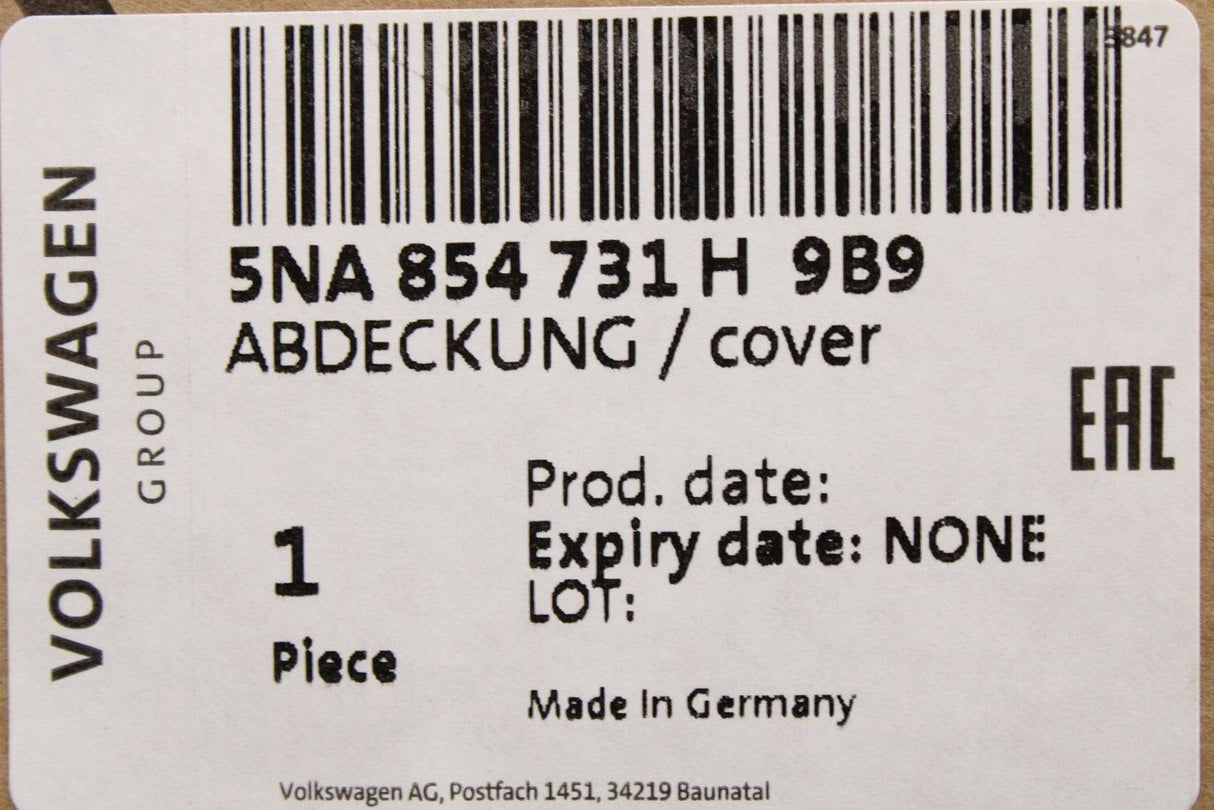 3847
5NA 854 731 H 9B9
ABDECKUNG / cover
EAC
Prod. date:
Expiry date: NONE
LOT:
1
Piece
Made In Germany
Volkswagen AG, Postfach 1451, 34219 Baunatal
VOLKSWAGEN
GROUP